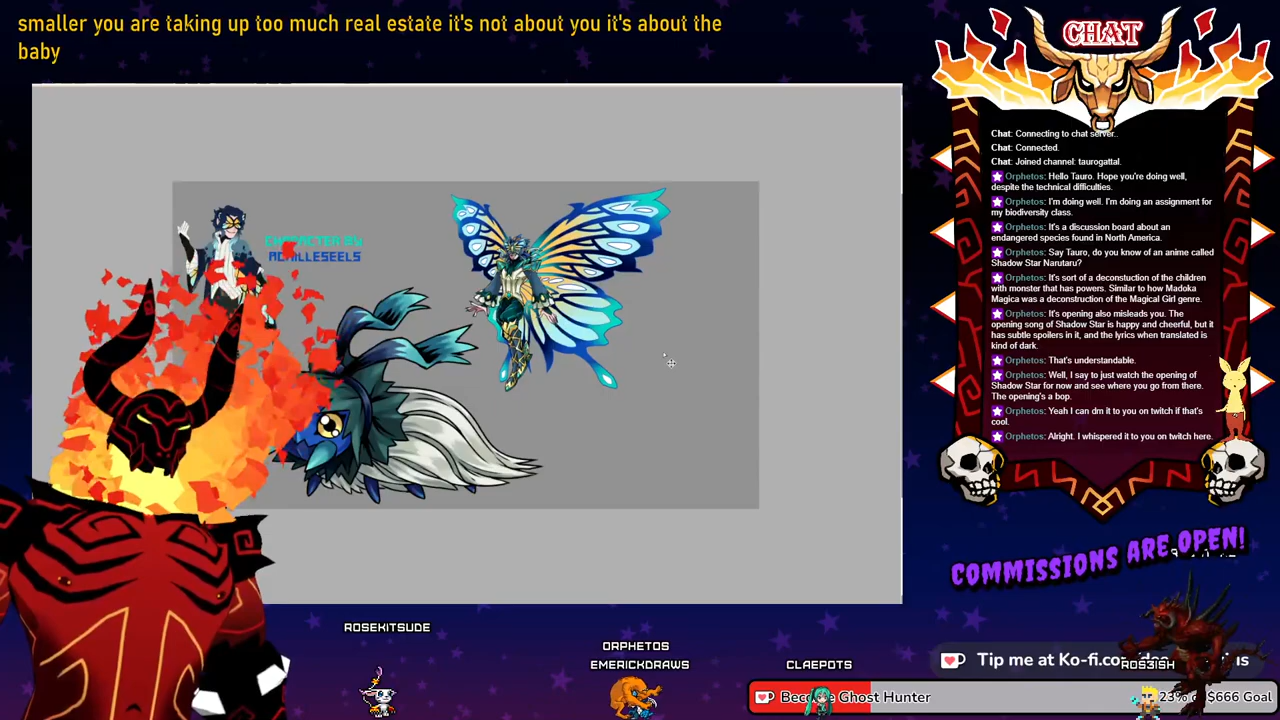 smaller you are taking up too much real estate it's not about you it's about the
baby
CHAT
CHARACTER BY
ACHILLESEELS
Chat: Connecting to chat server..
Chat: Connected.
Chat: Joined channel: taurogattal.
Orphetos: Hello Tauro. Hope you're doing well,
despite the technical difficulties.
Orphetos: I'm doing well. I'm doing an assignment for
my biodiversity class.
Orphetos: It's a discussion board about an
endangered species found in North America.
Orphetos: Say Tauro, do you know of an anime called
Shadow Star Narutaru?
Orphetos: It's sort of a deconstuction of the children
with monster that has powers. Similar to how Madoka
Magica was a deconstruction of the Magical Girl genre.
Orphetos: It's opening also misleads you. The
opening song of Shadow Star is happy and cheerful, but it
has subtle spoilers in it, and the lyrics when translated is
kind of dark.
Orphetos: That's understandable.
Orphetos: Well, I say to just watch the opening of
Shadow Star for now and see where you go from there.
The opening's a bop.
Orphetos: Yeah I can dm it to you on twitch if that's
cool.
Orphetos: Alright. I whispered it to you on twitch here.
COMMISSIONS ARE OPEN!
ROSEKITSUDE
ORPHETOS
EMERICKDRAWS
CLAEPOTS
ROS3ISH
Tip me at Ko-fi.co
Ghost Hunter
23%
$666 Goal